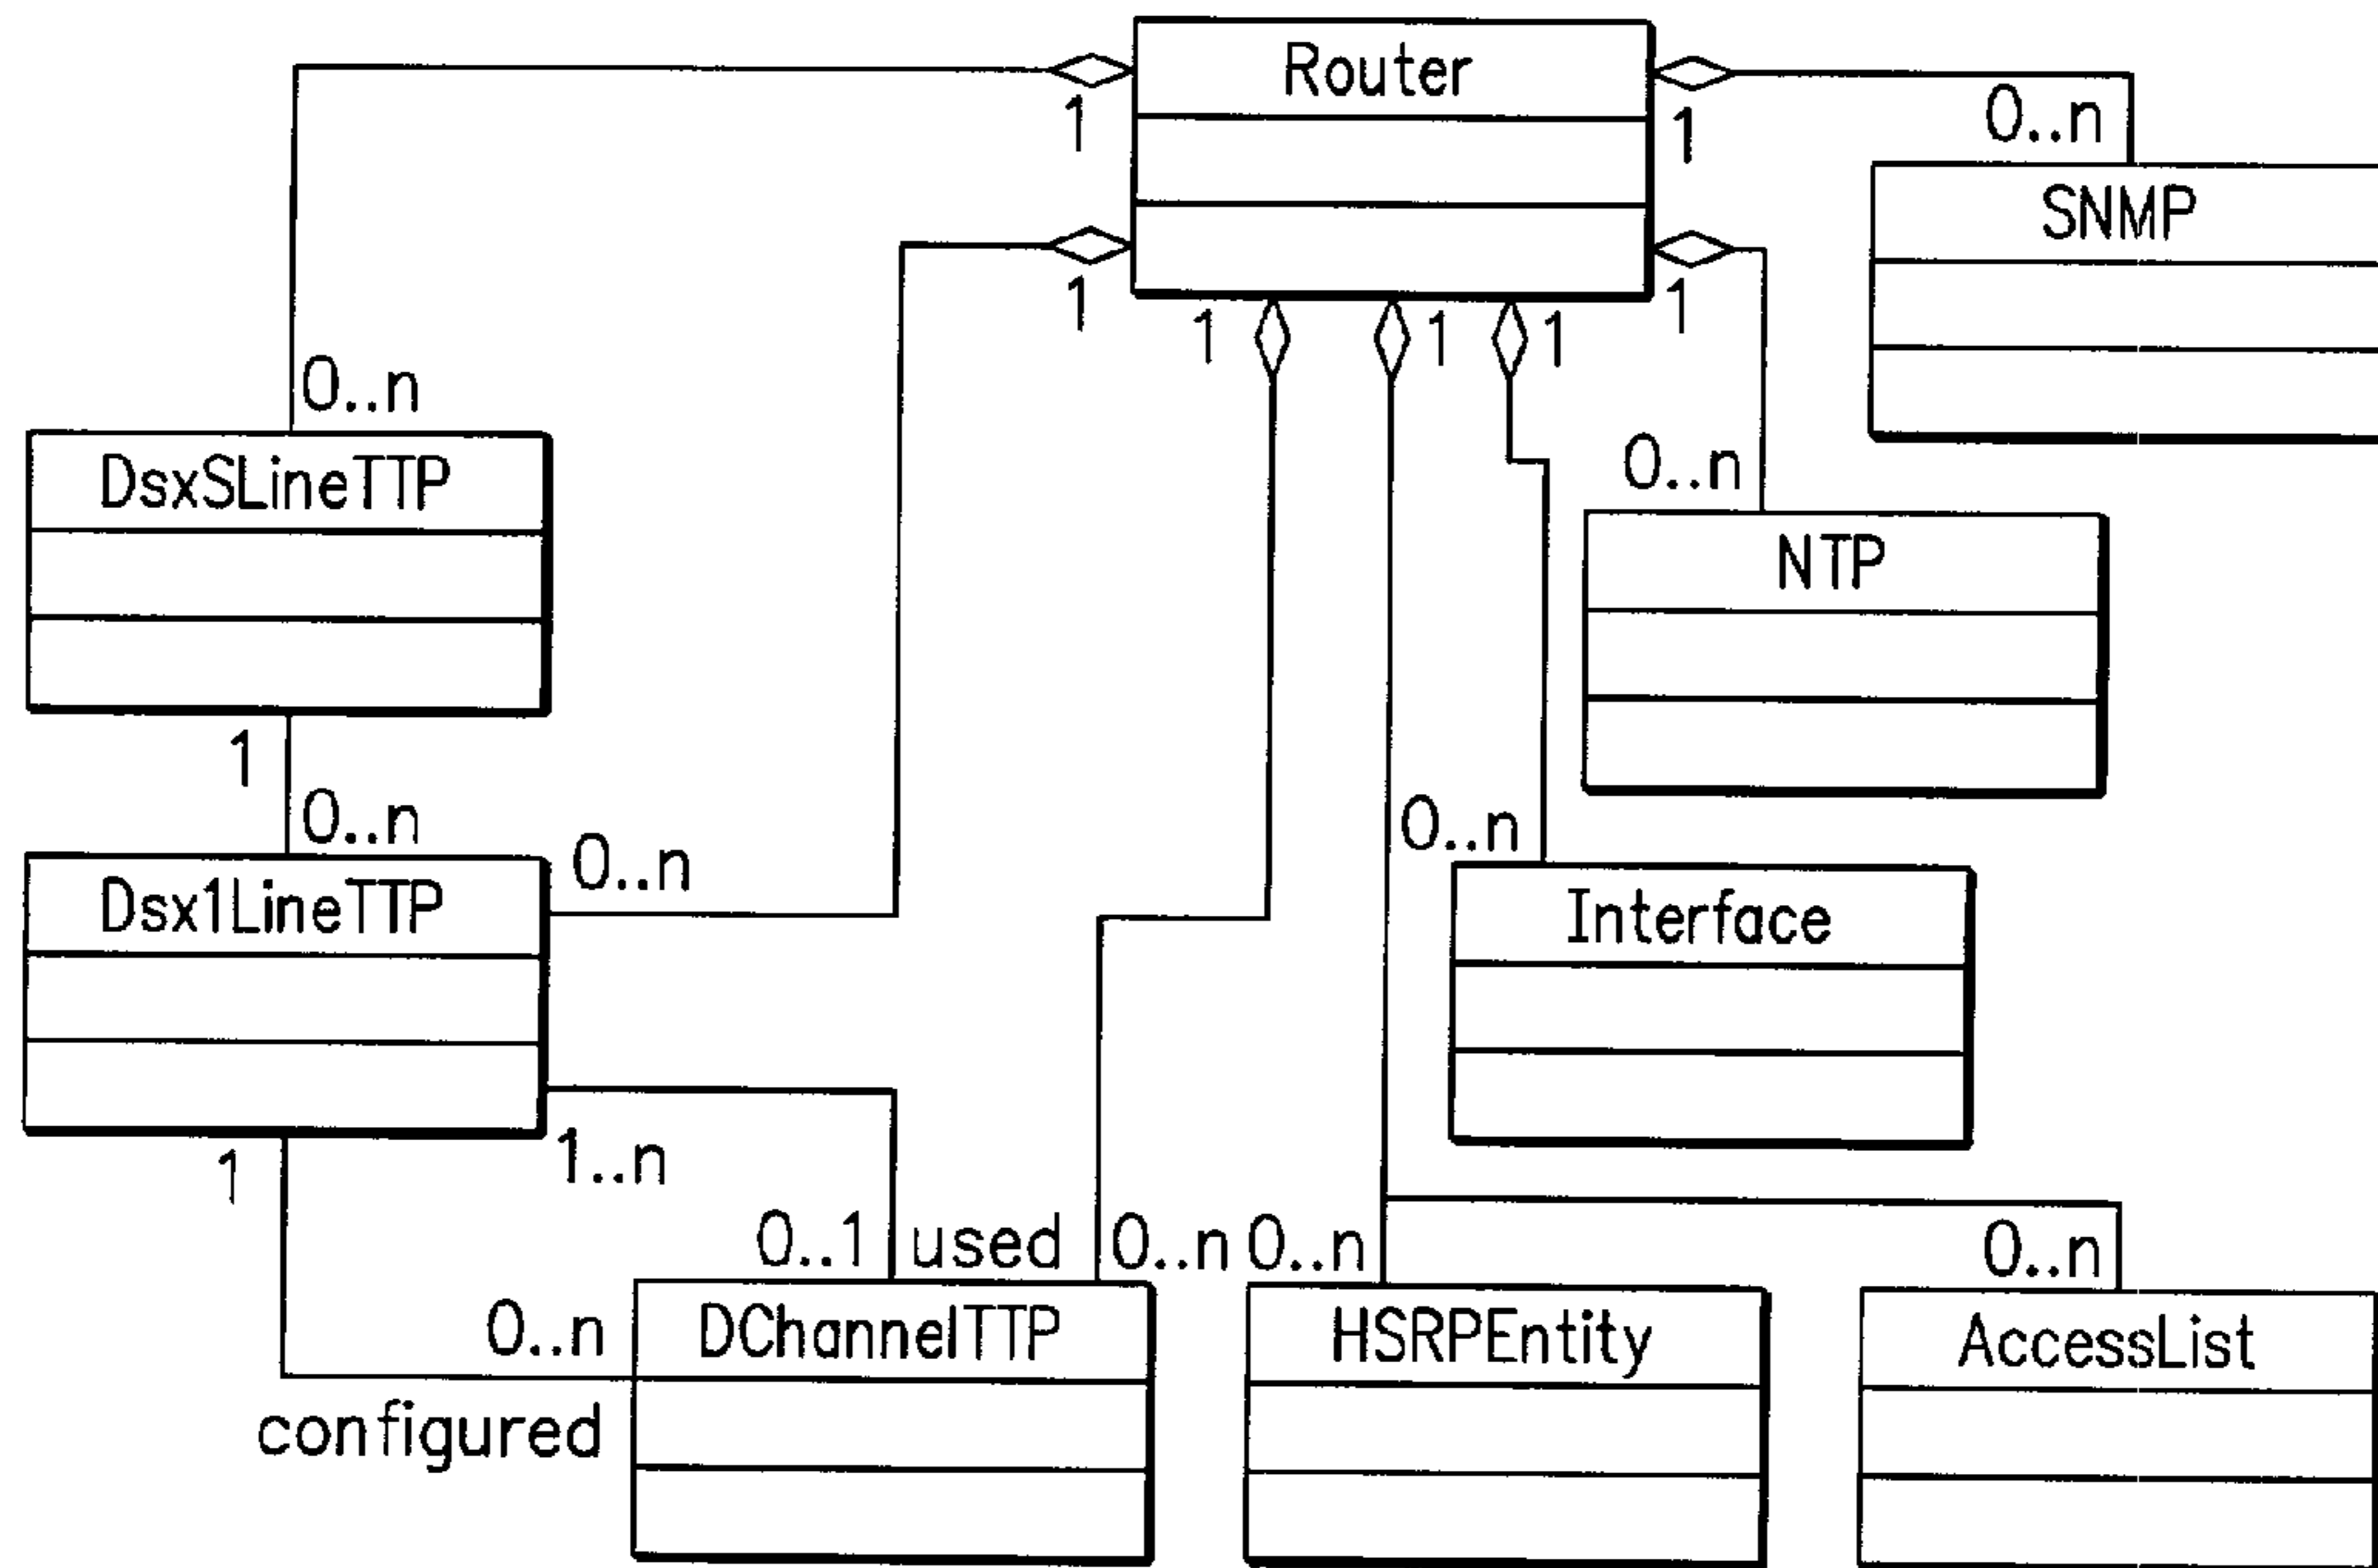 Router
1
1
0..n
SNMP
1
1
1
1
1
0..n
DsxSLineTTP
0..n
NTP
1
0..n
0..n
0..n
Dsx1LineTTP
Interface
1
1..n
0..1
used
0..n
0..n
0..n
0..n
DChannelTTP
HSRPEntity
AccessList
configured